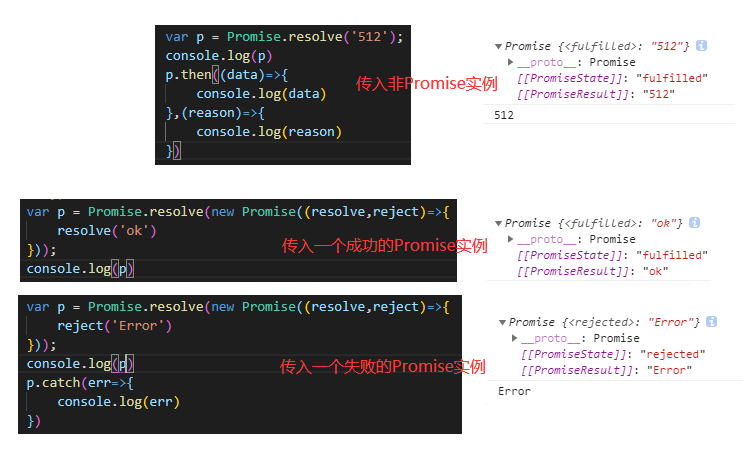 var p = Promise.resolve('512');
console.log(p)
p.then((data)=>{
console.log(data)
},(reason)=>{
console.log(reason)
})
传入非Promise实例
Promise {<fulfilled>: "512"} i
__proto__: Promise
[[PromiseState]]: "fulfilled"
[[PromiseResult]]: "512"
512
var p = Promise.resolve(new Promise((resolve,reject)=>{
resolve('ok')
}));
console.log(p)
传入一个成功的Promise实例
Promise {<fulfilled>: "ok"} i
__proto__: Promise
[[PromiseState]]: "fulfilled"
[[PromiseResult]]: "ok"
var p = Promise.resolve(new Promise((resolve,reject)=>{
reject('Error')
}));
console.log(p)
p.catch(err=>{
console.log(err)
})
传入一个失败的Promise实例
Promise {<rejected>: "Error"} i
__proto__: Promise
[[PromiseState]]: "rejected"
[[PromiseResult]]: "Error"
Error